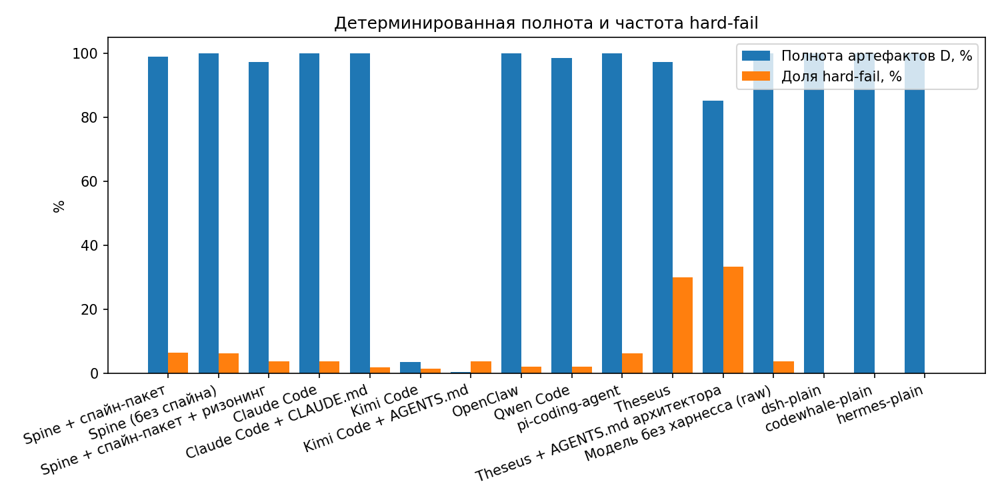 Детерминированная полнота и частота hard-fail
Полнота артефактов D, %
Доля hard-fail, %
%
100
80
60
40
20
0
Spine + спайн-пакет
Spine (без спайна)
Spine + спайн-пакет + ризонинг
Claude Code
Claude Code + CLAUDE.md
Kimi Code
Kimi Code + AGENTS.md
OpenClaw
Qwen Code
pi-coding-agent
Theseus
Theseus + AGENTS.md архитектора
Модель без харнесса (raw)
dsh-plain
codewhale-plain
hermes-plain